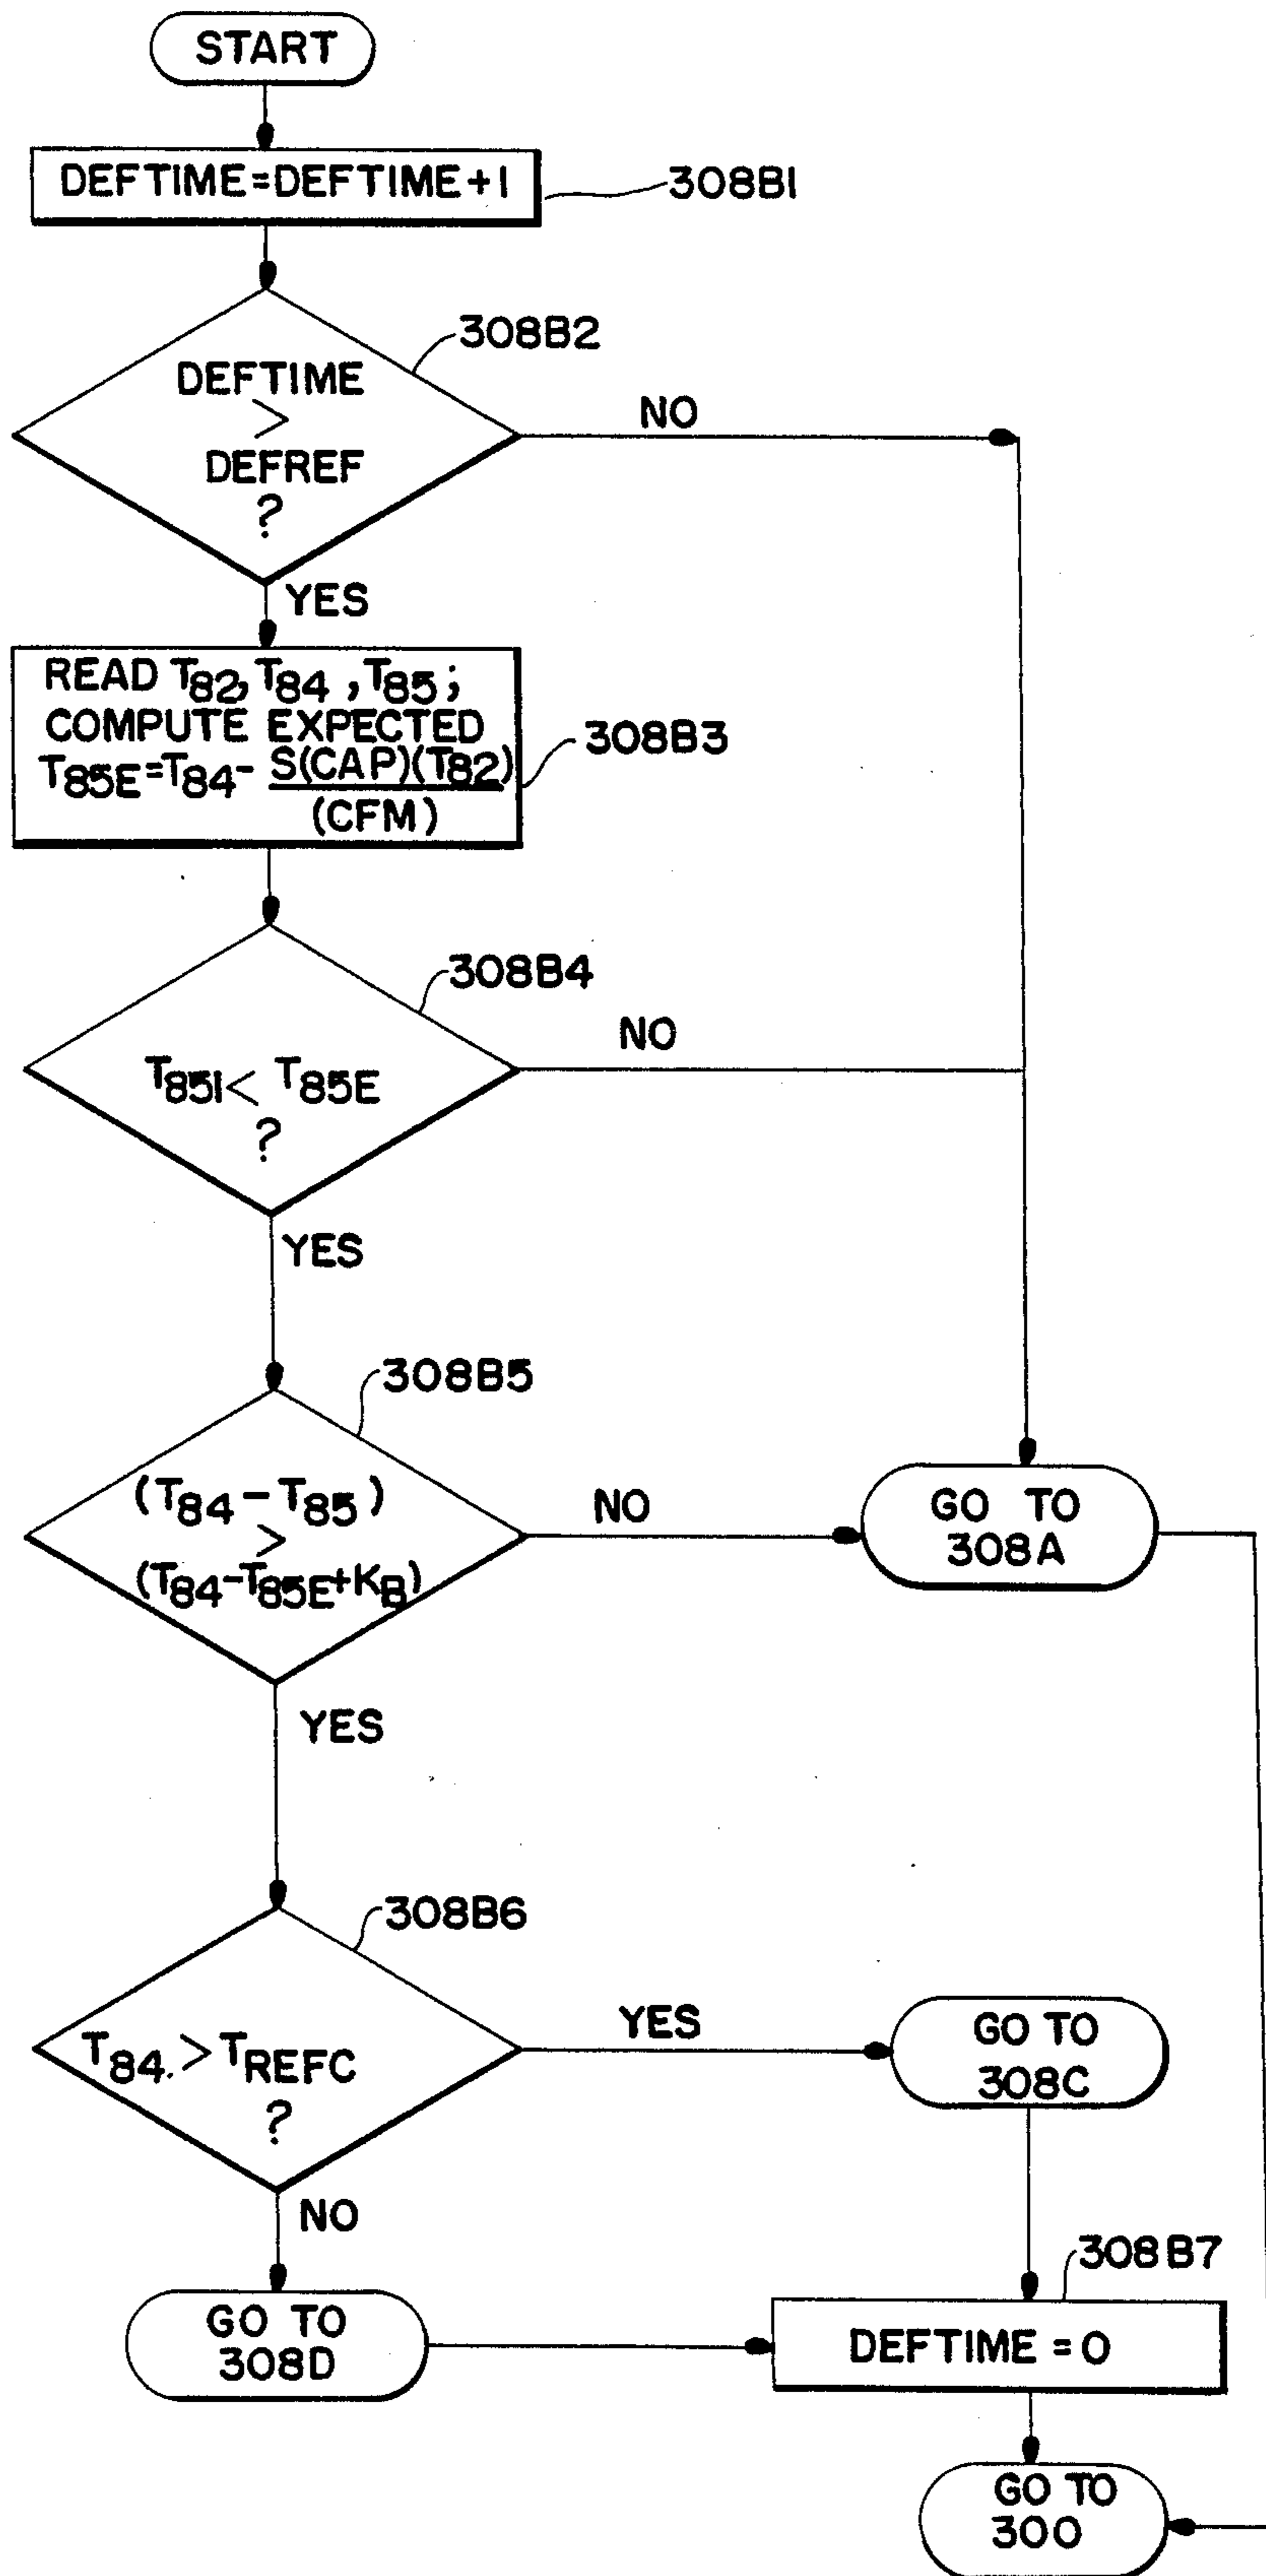 START
DEFTIME=DEFTIME+1
308B1
308B2
DEFTIME
>
DEFREF
?
NO
YES
READ T82, T84, T85;
COMPUTE EXPECTED
T85E=T84- S(CAP)(T82)
(CFM)
308B3
308B4
NO
T85I< T85E
?
YES
308B5
(T84-T85)
>
(T84-T85E+KB)
NO
GO TO
308A
YES
308B6
T84. >TREFC
?
YES
GO TO
308C
NO
308B7
GO TO
308D
DEFTIME = 0
GO TO
300